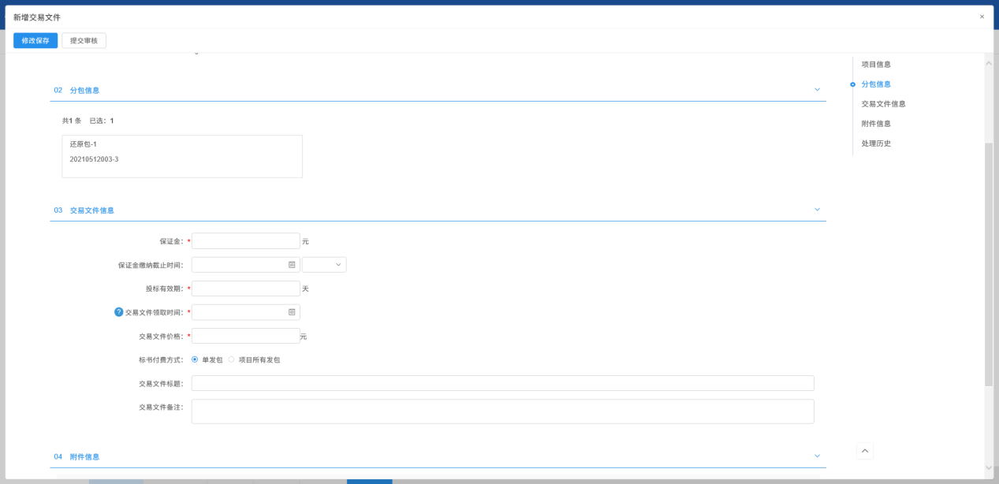 新增交易文件 ×
修改保存 提交审核
项目信息
分包信息
交易文件信息
附件信息
处理历史
02 分包信息
共1 条 已选：1
还原包-1
20210512003-3
03 交易文件信息
保证金：* 元
保证金缴纳截止时间：
投标有效期：* 天
? 交易文件领取时间：*
交易文件价格：* 元
标书付费方式： 单发包 项目所有发包
交易文件标题：
交易文件备注：
04 附件信息